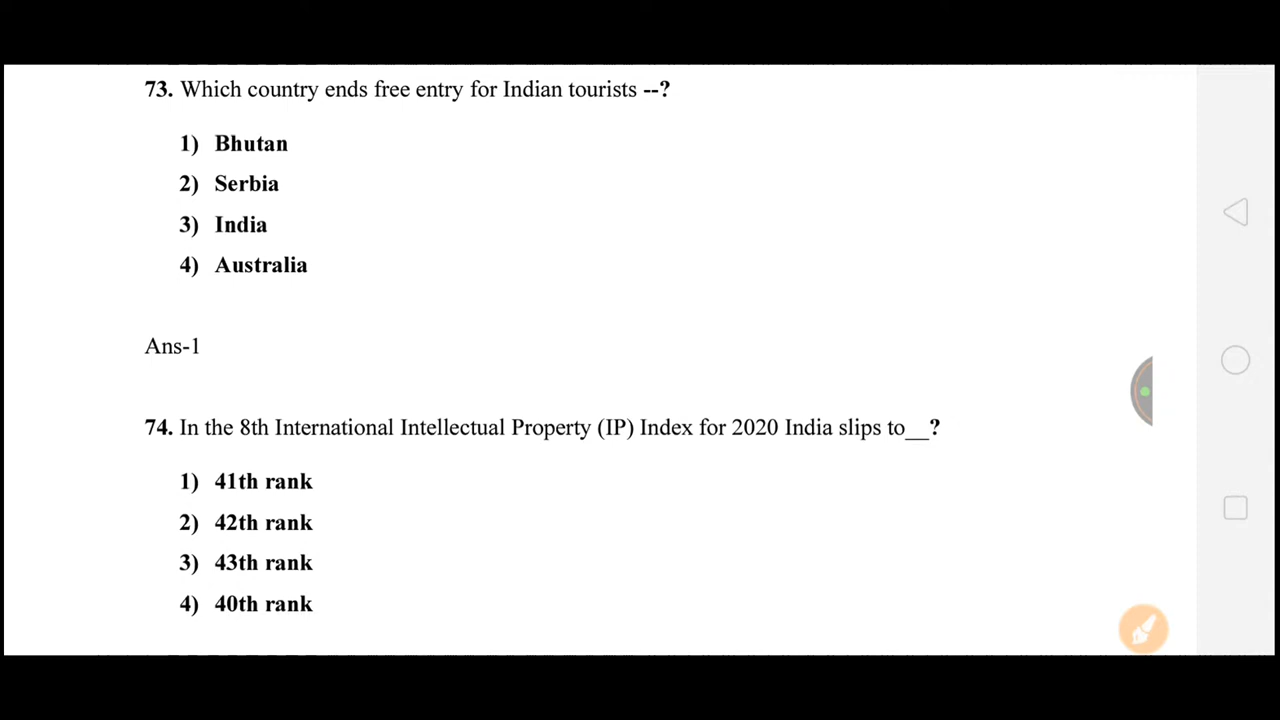 73. Which country ends free entry for Indian tourists --?
1) Bhutan
2) Serbia
3) India
4) Australia
Ans-1
74. In the 8th International Intellectual Property (IP) Index for 2020 India slips to__?
1) 41th rank
2) 42th rank
3) 43th rank
4) 40th rank